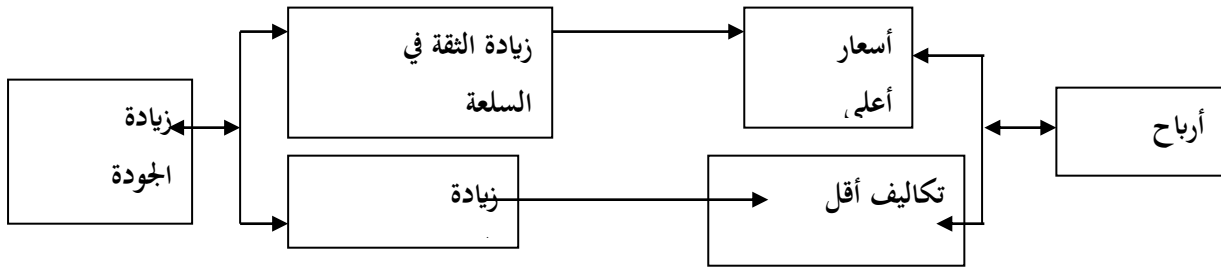 زيادة الثقة في
السلعة
أسعار
أعلى
زيادة
الجودة
أرباح
زيادة
تكاليف أقل